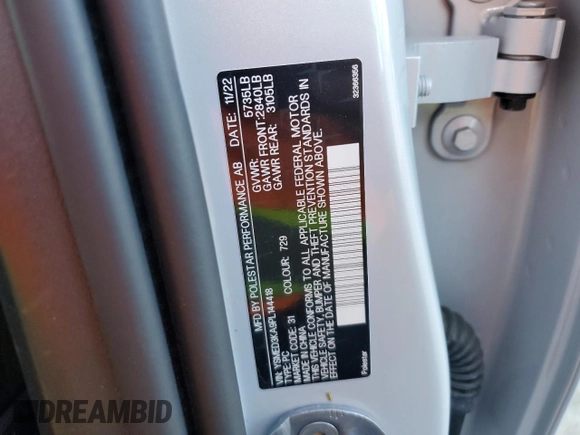 MFD BY POLESTAR PERFORMANCE AB DATE: 11/22
GVWR: 5735LB
GAWR FRONT: 2840LB
GAWR REAR: 3105LB
VIN: YSMED3KA9PL144418
TYPE: PC
MARKET CODE: 31 COLOUR: 729
MADE IN CHINA
THIS VEHICLE CONFORMS TO ALL APPLICABLE FEDERAL MOTOR
VEHICLE SAFETY, BUMPER AND THEFT PREVENTION STANDARDS IN
EFFECT ON THE DATE OF MANUFACTURE SHOWN ABOVE.
Polestar
32366356
DREAMBID